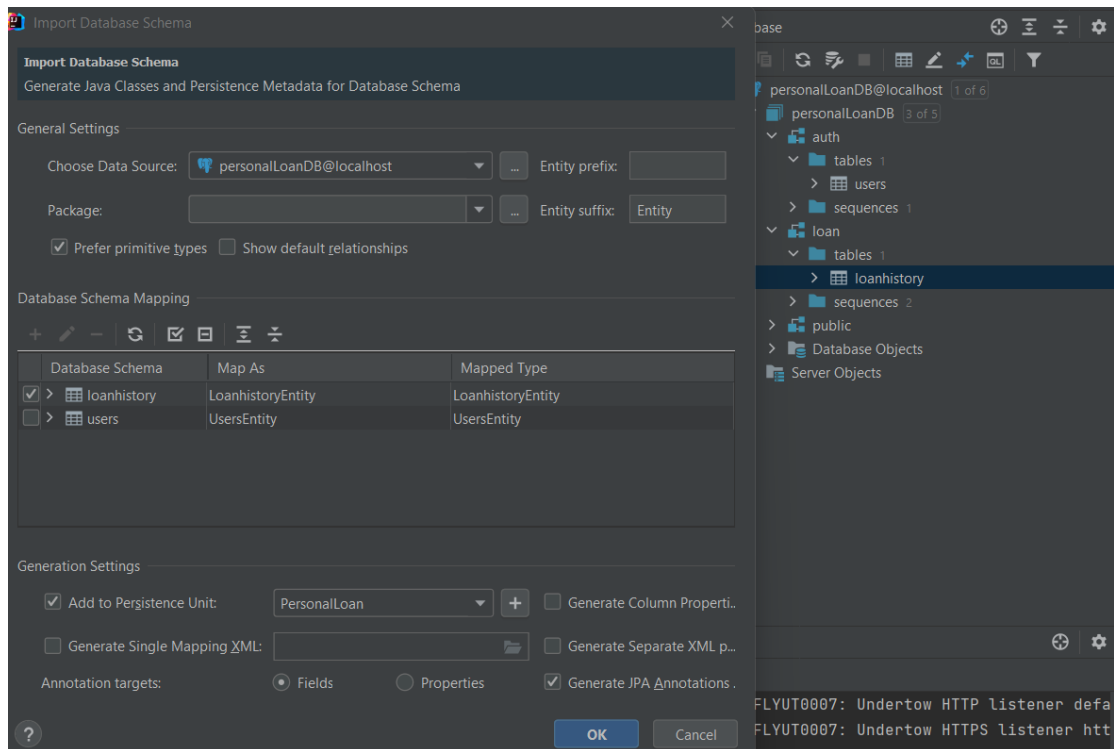 Import Database Schema
Import Database Schema
Generate Java Classes and Persistence Metadata for Database Schema
General Settings
Choose Data Source: personalLoanDB@localhost ... Entity prefix:
Package: ... Entity suffix: Entity
Prefer primitive types Show default relationships
Database Schema Mapping
Database Schema Map As Mapped Type
loanhistory LoanhistoryEntity LoanhistoryEntity
users UsersEntity UsersEntity
Generation Settings
Add to Persistence Unit: PersonalLoan Generate Column Properti..
Generate Single Mapping XML: Generate Separate XML p...
Annotation targets: Fields Properties Generate JPA Annotations .
? OK Cancel
base
QL
personalLoanDB@localhost 1 of 6
personalLoanDB 3 of 5
auth
tables 1
users
sequences 1
loan
tables 1
loanhistory
sequences 2
public
Database Objects
Server Objects
FLYUT0007: Undertow HTTP listener defa
FLYUT0007: Undertow HTTPS listener htt